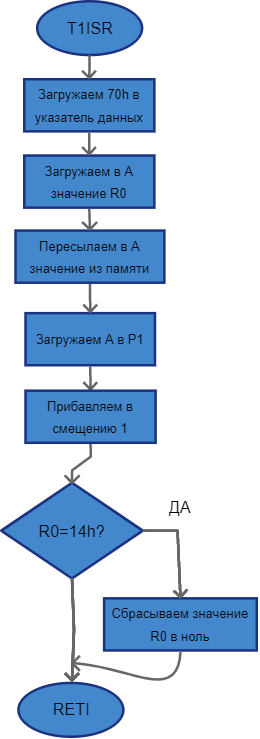 T1ISR
Загружаем 70h в
указатель данных
Загружаем в А
значение R0
Пересылаем в А
значение из памяти
Загружаем А в Р1
Прибавляем в
смещению 1
R0=14h?
ДА
Сбрасываем значение
R0 в ноль
RETI